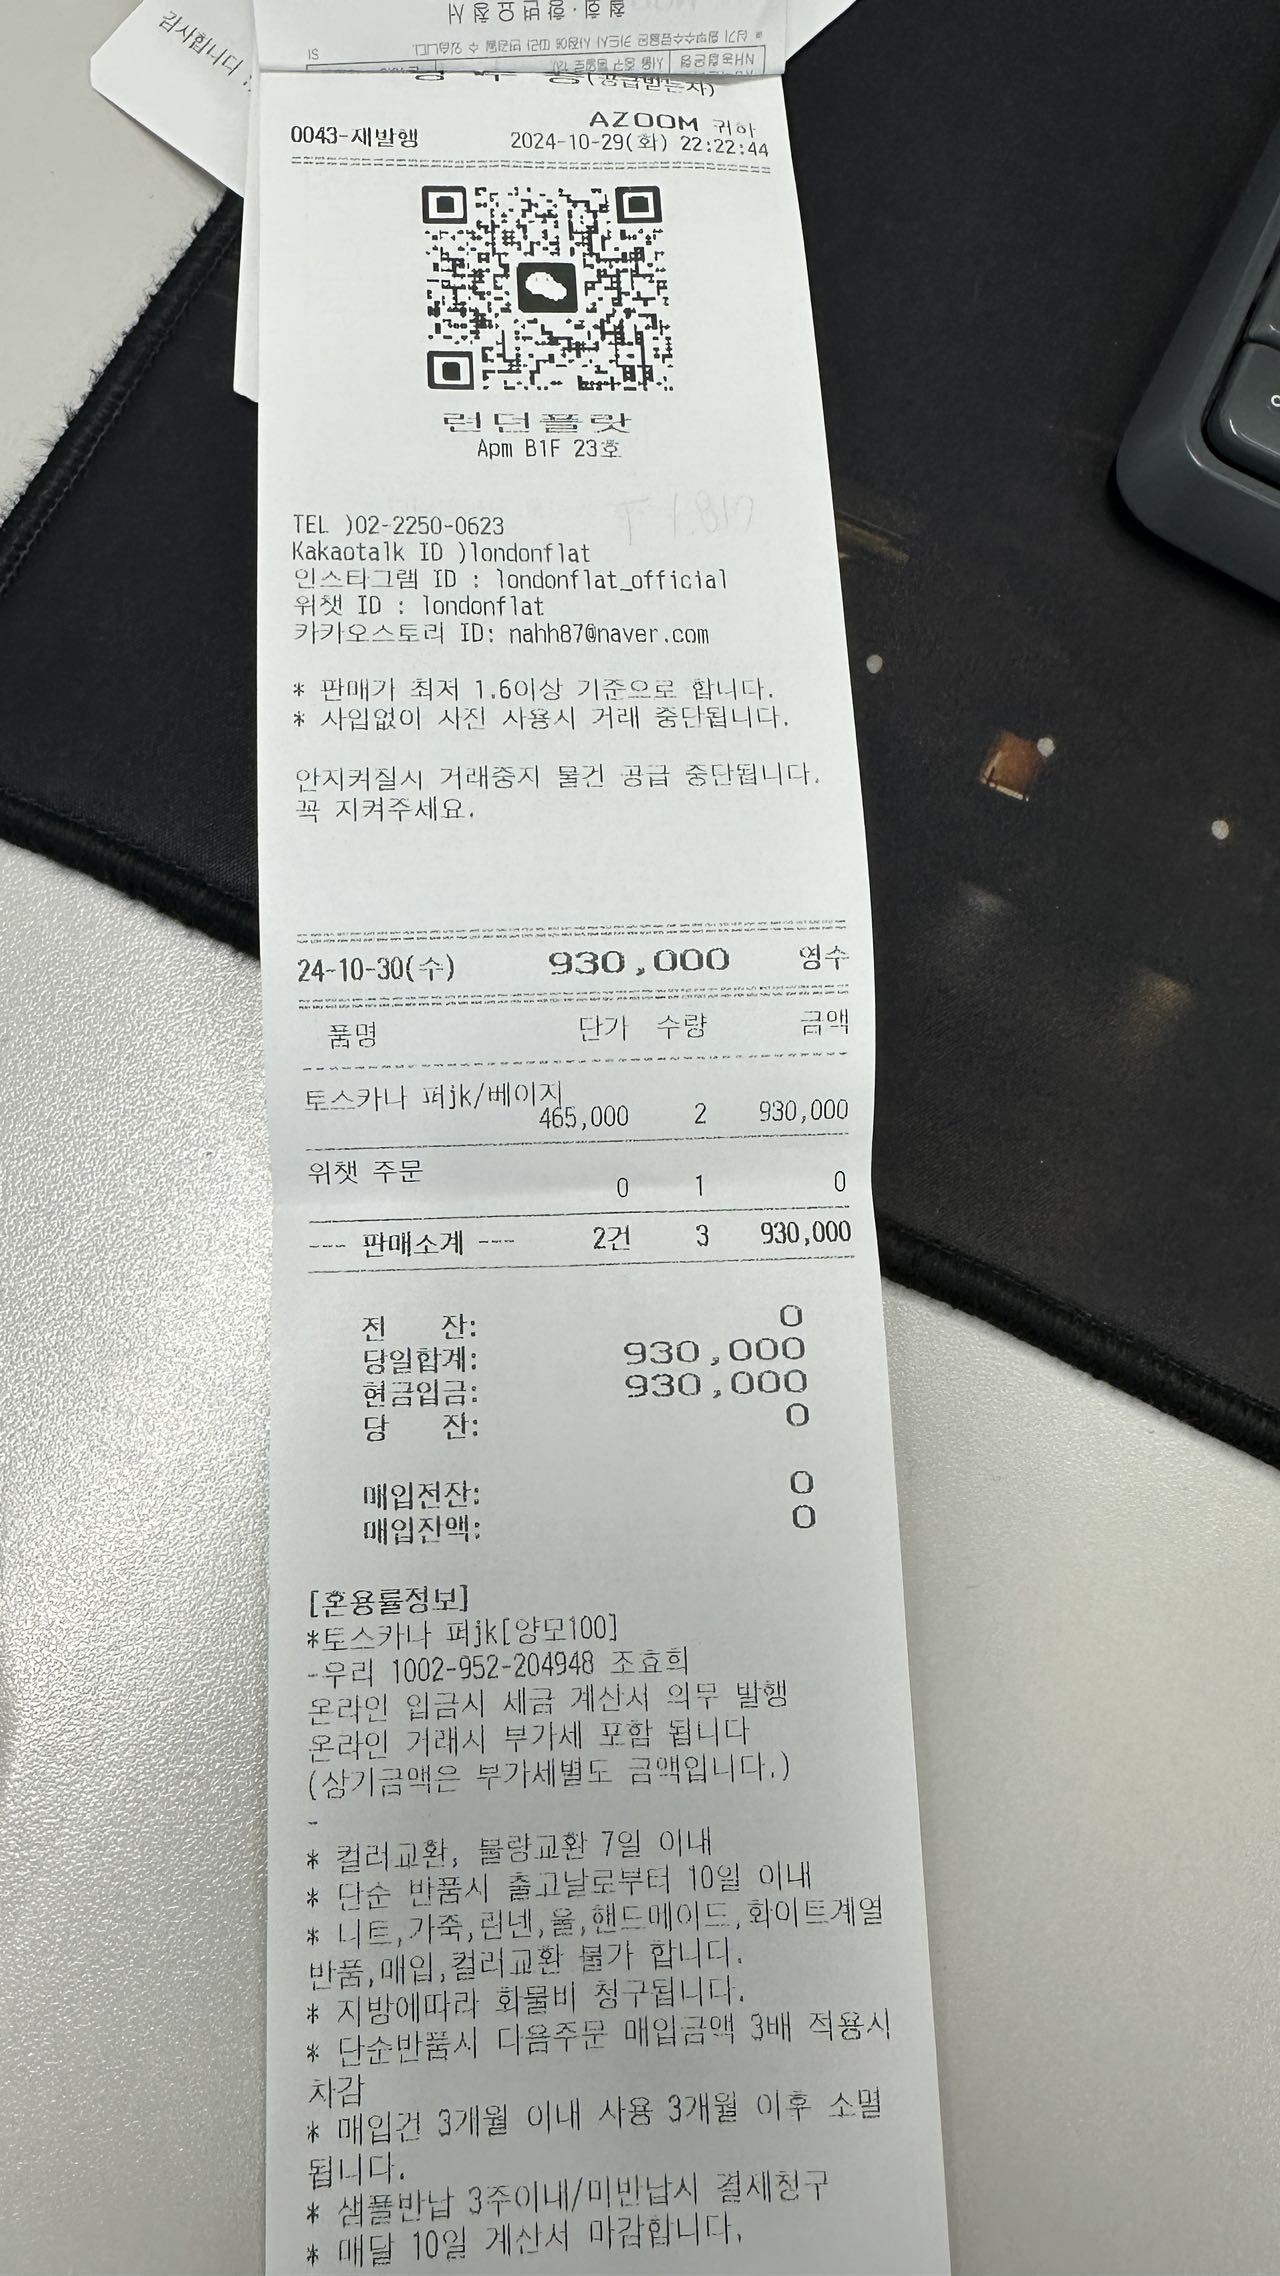 감사합니다
영 수 증(공급받는자)
AZOOM 귀하
0043-재발행 2024-10-29(화) 22:22:44
런던플랏
Apm B1F 23호
TEL )02-2250-0623
Kakaotalk ID )londonflat
인스타그램 ID : londonflat_official
위챗 ID : londonflat
카카오스토리 ID: nahh87@naver.com
* 판매가 최저 1.6이상 기준으로 합니다.
* 사입없이 사진 사용시 거래 중단됩니다.
안지켜질시 거래중지 물건 공급 중단됩니다.
꼭 지켜주세요.
24-10-30(수) 930,000 영수
품명 단가 수량 금액
토스카나 퍼jk/베이지
465,000 2 930,000
위챗 주문
0 1 0
--- 판매소계 --- 2건 3 930,000
전 잔: 0
당일합계: 930,000
현금입금: 930,000
당 잔: 0
매입전잔: 0
매입잔액: 0
[혼용률정보]
*토스카나 퍼jk[양모100]
-우리 1002-952-204948 조효희
온라인 입금시 세금 계산서 의무 발행
온라인 거래시 부가세 포함 됩니다
(상기금액은 부가세별도 금액입니다.)
-
* 컬러교환, 불량교환 7일 이내
* 단순 반품시 출고날로부터 10일 이내
* 니트,가죽,린넨,울,핸드메이드,화이트계열
반품,매입,컬러교환 불가 합니다.
* 지방에따라 화물비 청구됩니다.
* 단순반품시 다음주문 매입금액 3배 적용시
차감
* 매입건 3개월 이내 사용 3개월 이후 소멸
됩니다.
* 샘플반납 3주이내/미반납시 결제청구
* 매달 10일 계산서 마감합니다.